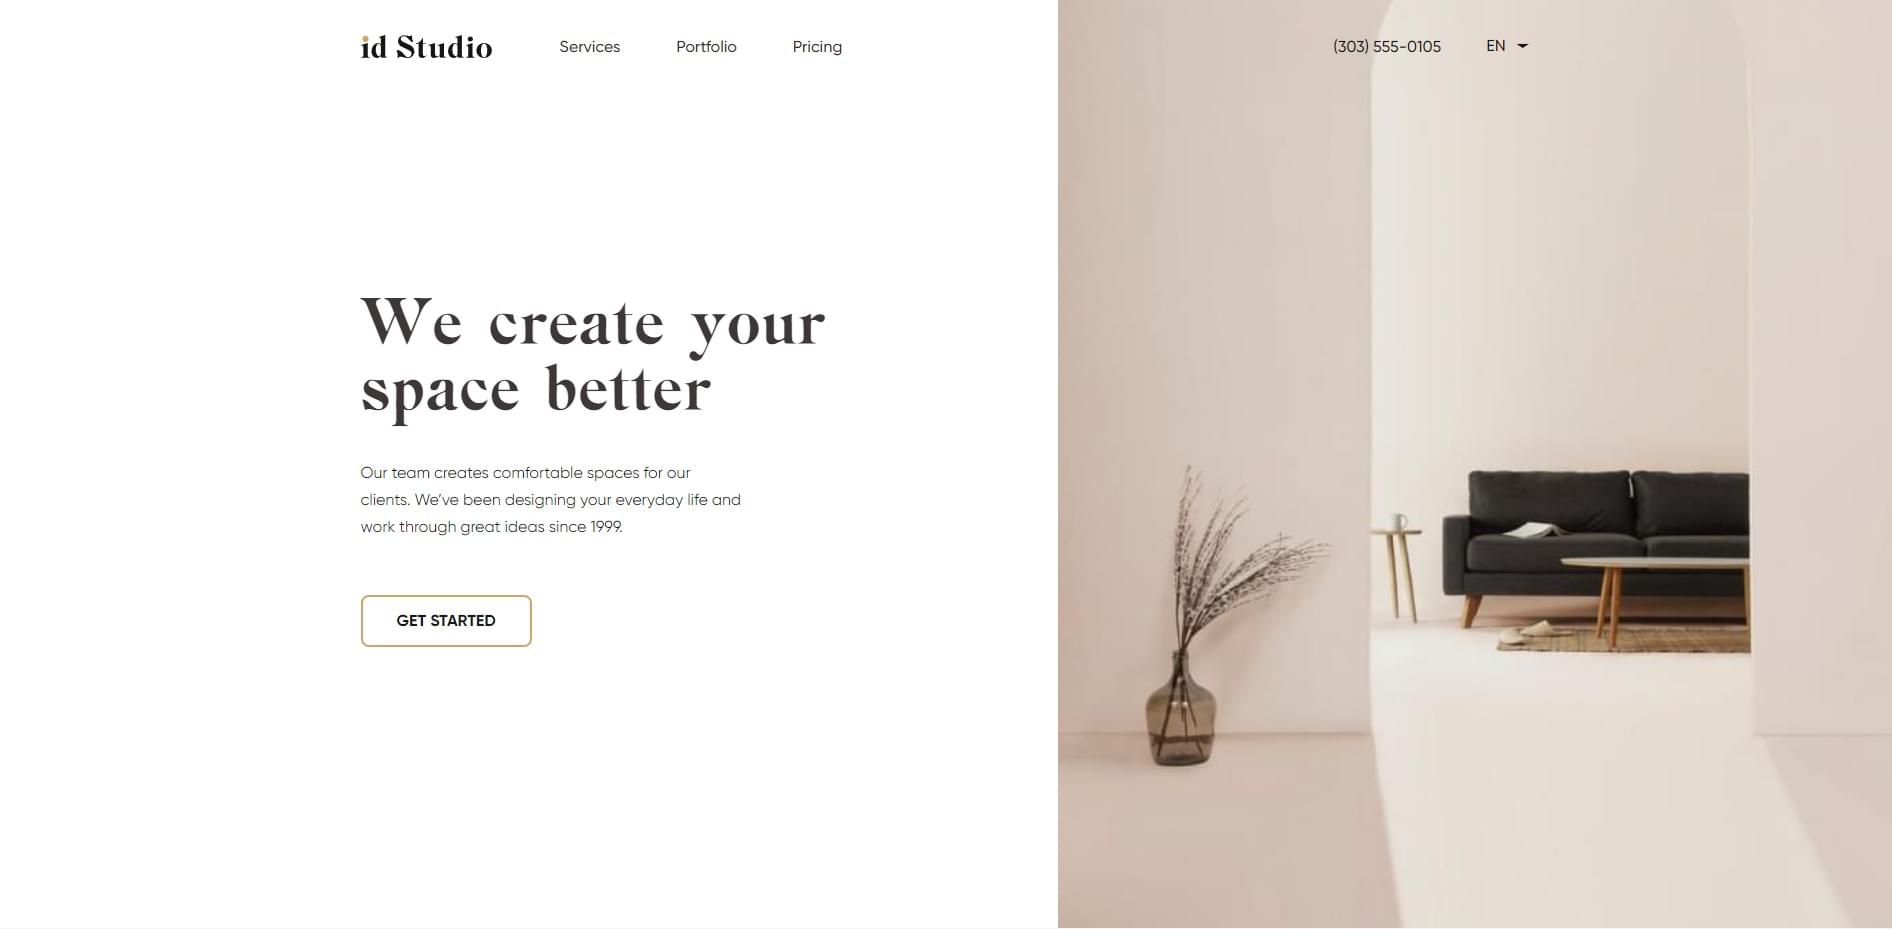 id Studio
Services
Portfolio
Pricing
(303) 555-0105
EN
We create your
space better
Our team creates comfortable spaces for our
clients. We’ve been designing your everyday life and
work through great ideas since 1999.
GET STARTED